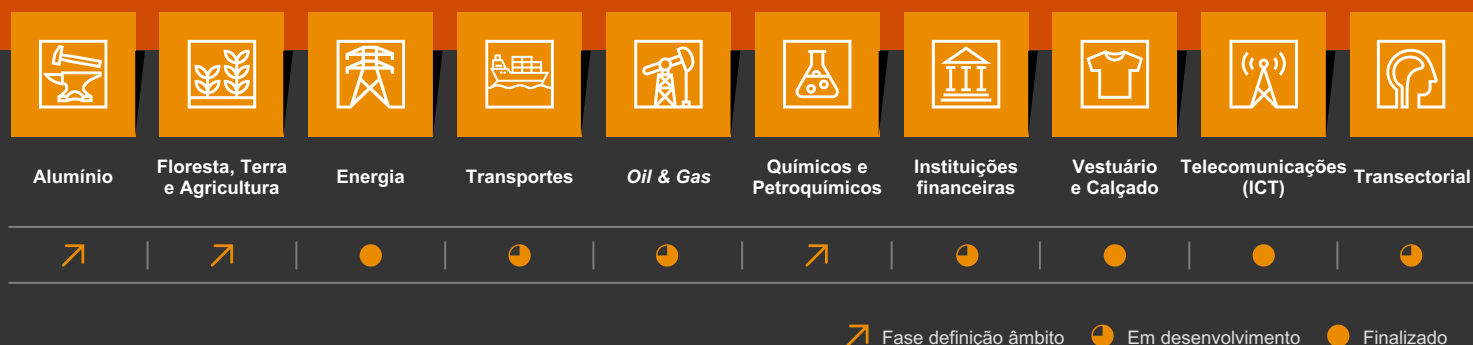 Alumínio
Floresta, Terra
e Agricultura
Energia
Transportes
Oil & Gas
Químicos e
Petroquímicos
Instituições
financeiras
Vestuário
e Calçado
Telecomunicações
(ICT)
Transectorial
Fase definição âmbito
Em desenvolvimento
Finalizado